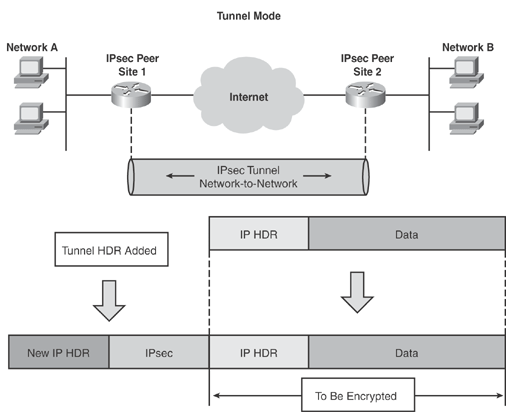 Tunnel Mode
Network A
IPsec Peer
Site 1
Internet
IPsec Peer
Site 2
Network B
IPsec Tunnel
Network-to-Network
Tunnel HDR Added
IP HDR
Data
New IP HDR
IPsec
IP HDR
Data
To Be Encrypted